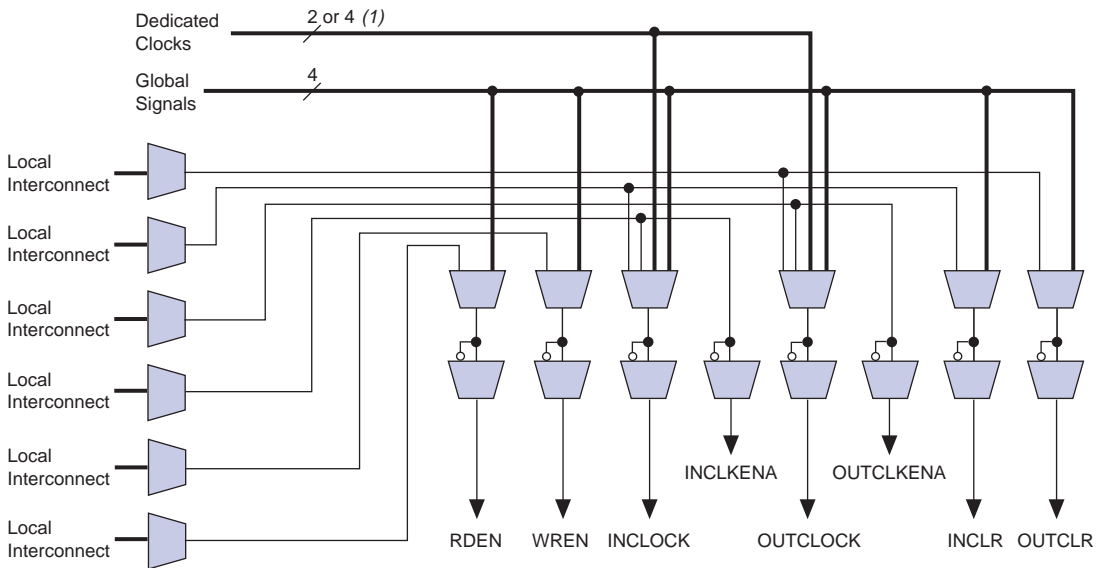 Dedicated
Clocks
2 or 4 (1)
Global
Signals
4
Local
Interconnect
Local
Interconnect
Local
Interconnect
Local
Interconnect
Local
Interconnect
Local
Interconnect
INCLKENA
OUTCLKENA
RDEN
WREN
INCLOCK
OUTCLOCK
INCLR
OUTCLR